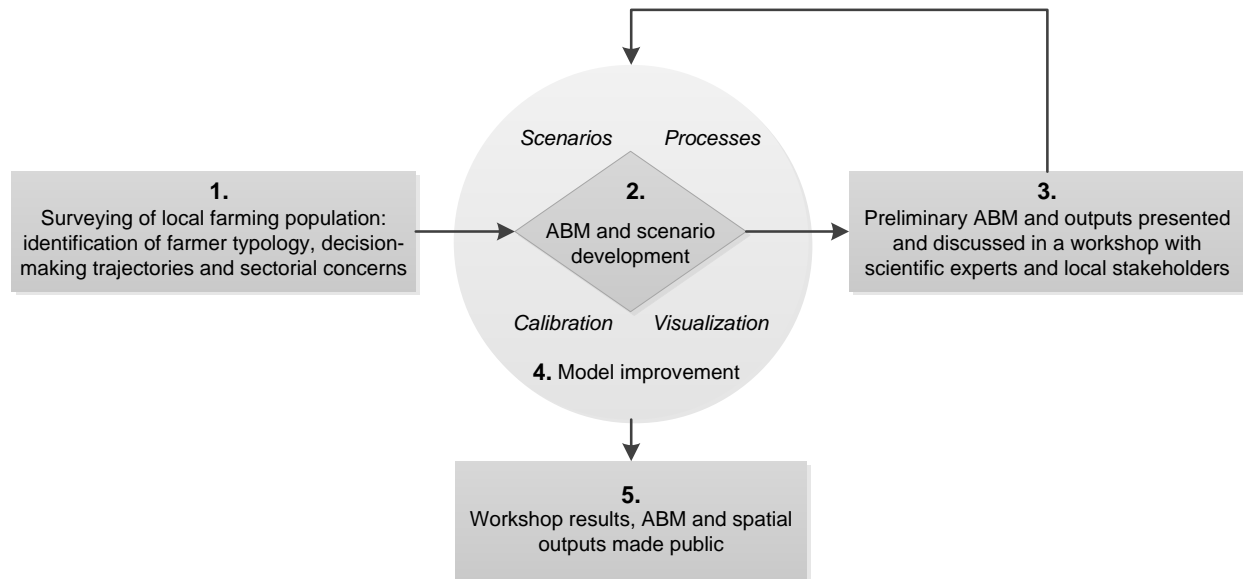 1.
Surveying of local farming population:
identification of farmer typology, decision-
making trajectories and sectorial concerns
Scenarios
Processes
2.
ABM and scenario
development
Calibration
Visualization
4. Model improvement
3.
Preliminary ABM and outputs presented
and discussed in a workshop with
scientific experts and local stakeholders
5.
Workshop results, ABM and spatial
outputs made public